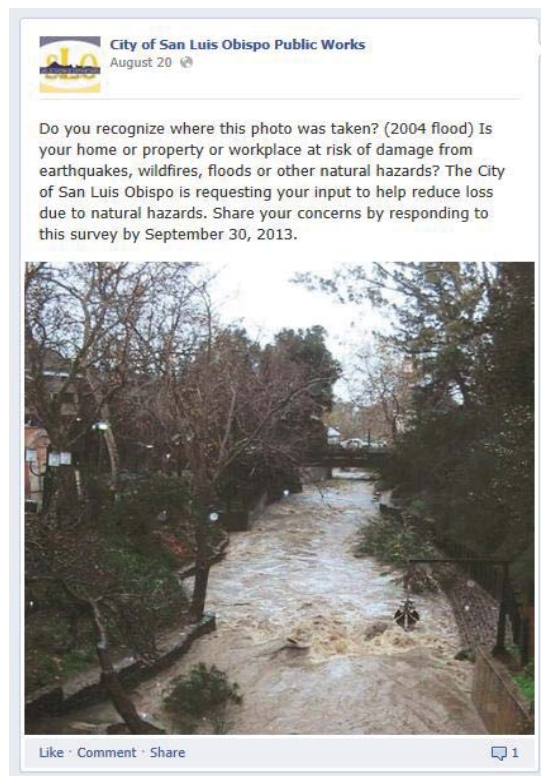 SLO
City of San Luis Obispo Public Works
August 20
Do you recognize where this photo was taken? (2004 flood) Is
your home or property or workplace at risk of damage from
earthquakes, wildfires, floods or other natural hazards? The City
of San Luis Obispo is requesting your input to help reduce loss
due to natural hazards. Share your concerns by responding to
this survey by September 30, 2013.
Like · Comment · Share
1